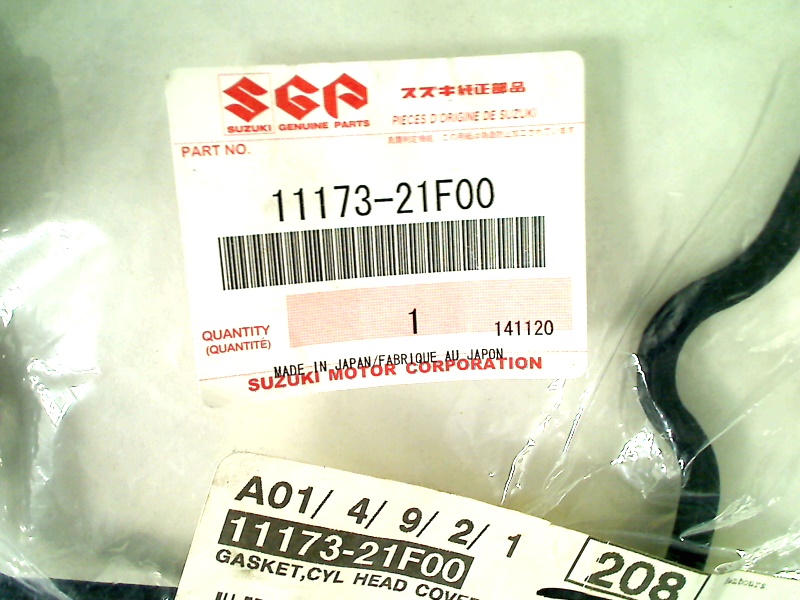 SGP
SUZUKI GENUINE PARTS
スズキ純正部品
PIECES D'ORIGINE DE SUZUKI
PART NO.
11173-21F00
QUANTITY
(QUANTITÉ)
1
141120
MADE IN JAPAN/FABRIQUE AU JAPON
SUZUKI MOTOR CORPORATION
A01/ 4/ 9/ 2/ 1
11173-21F00
208
GASKET,CYL HEAD COVE